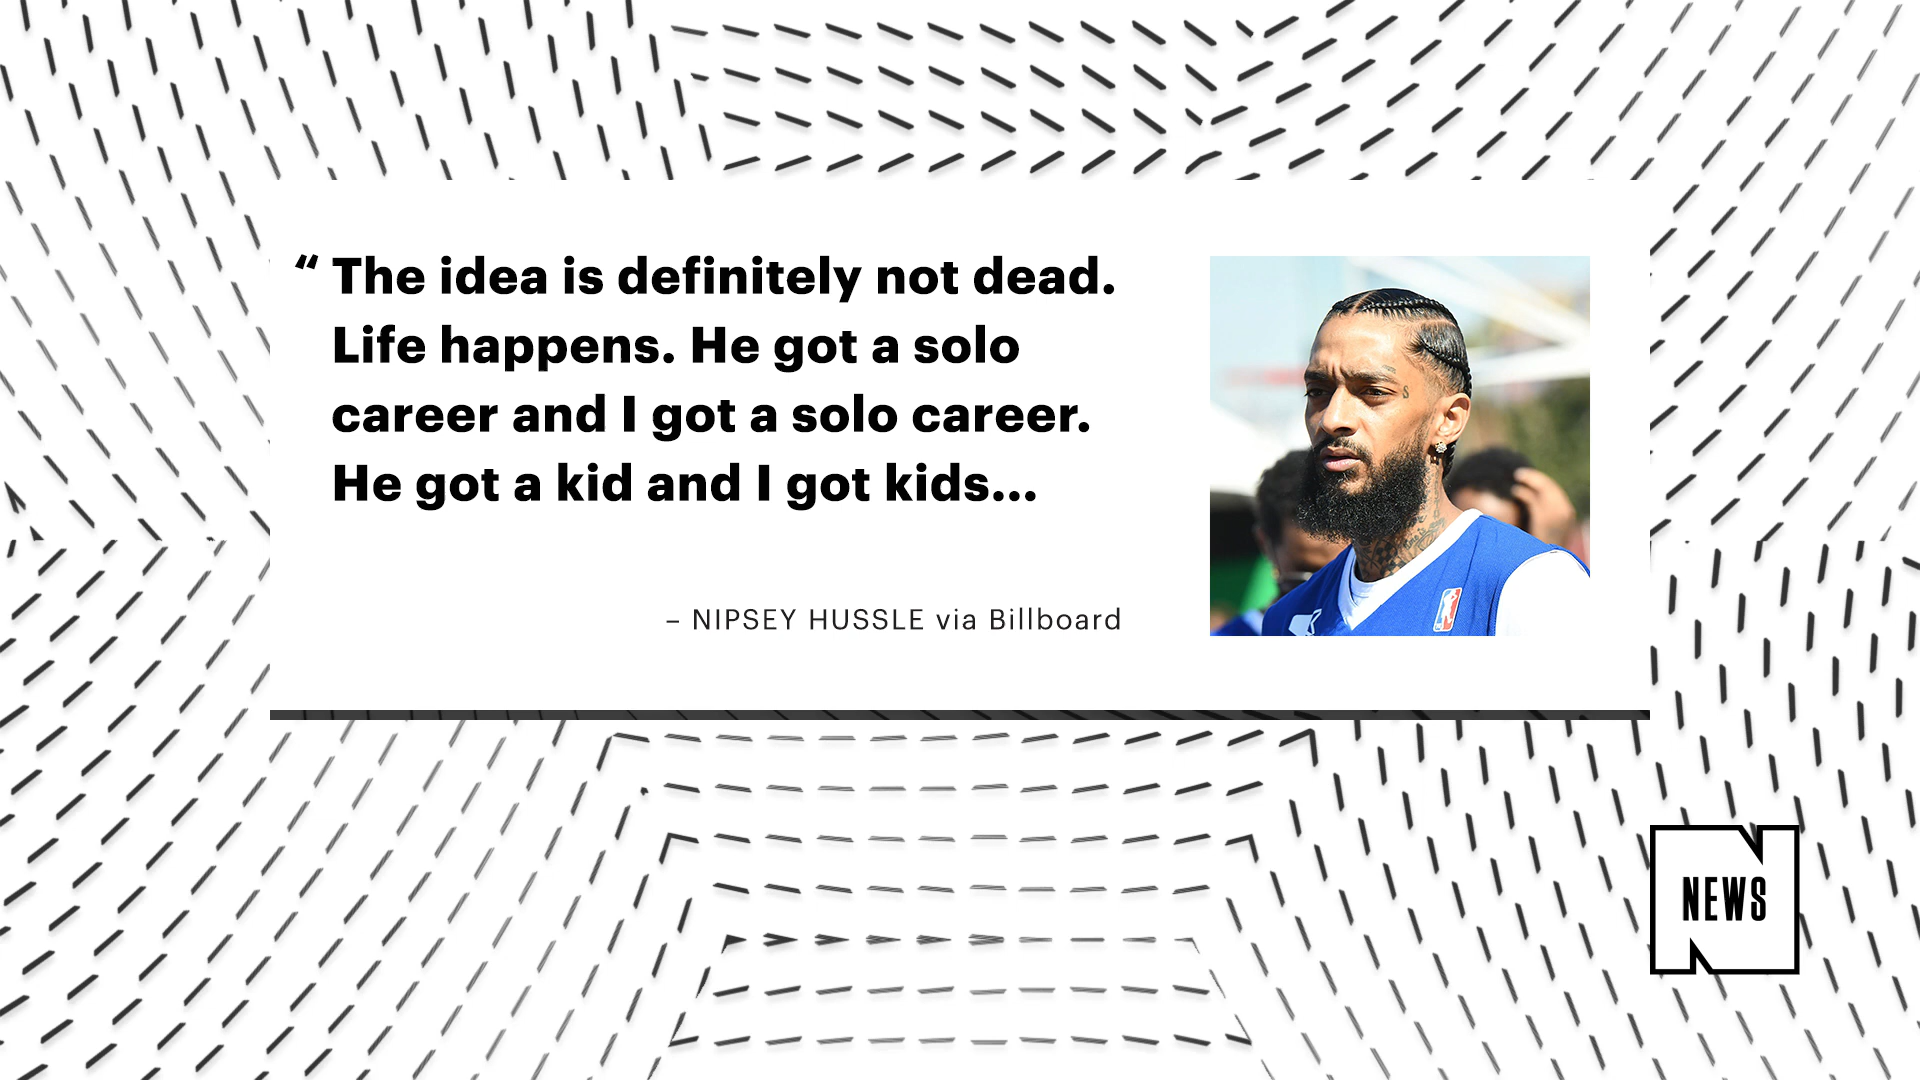 “ The idea is definitely not dead.
Life happens. He got a solo
career and I got a solo career.
He got a kid and I got kids...
– NIPSEY HUSSLE via Billboard
NEWS